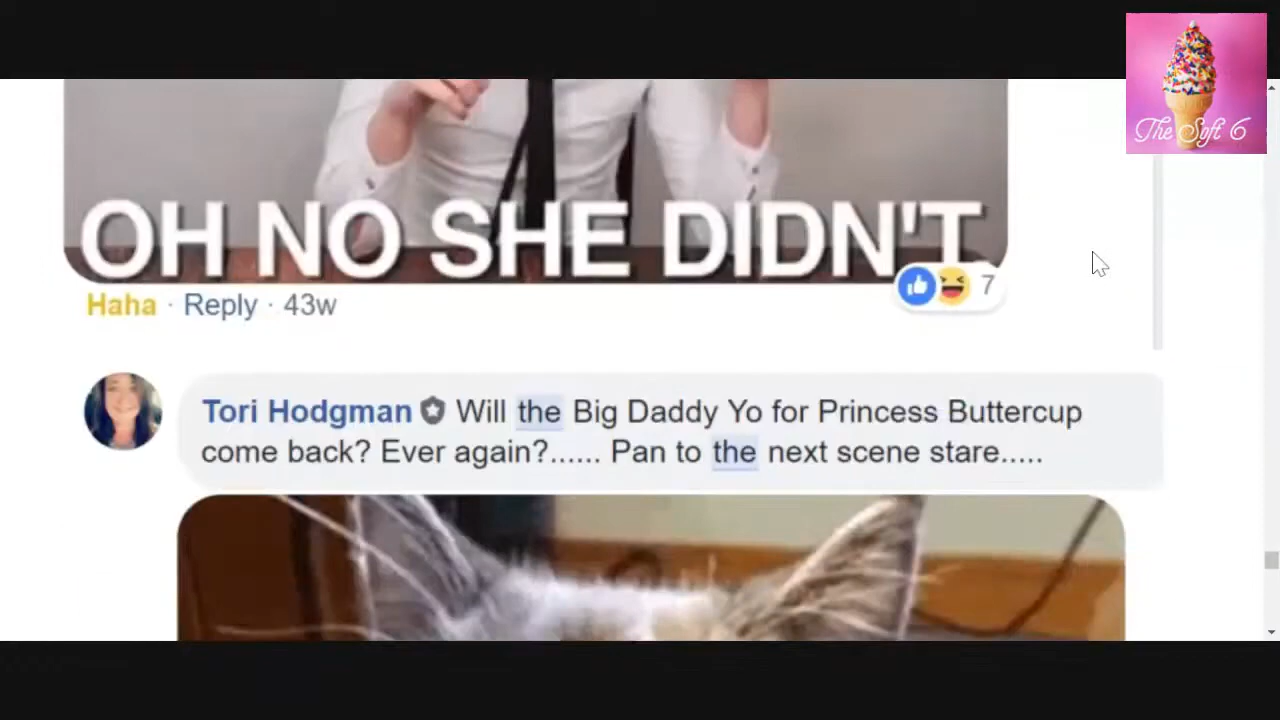 The Soft 6
OH NO SHE DIDN'T
7
Haha · Reply · 43w
Tori Hodgman Will the Big Daddy Yo for Princess Buttercup
come back? Ever again?...... Pan to the next scene stare.....